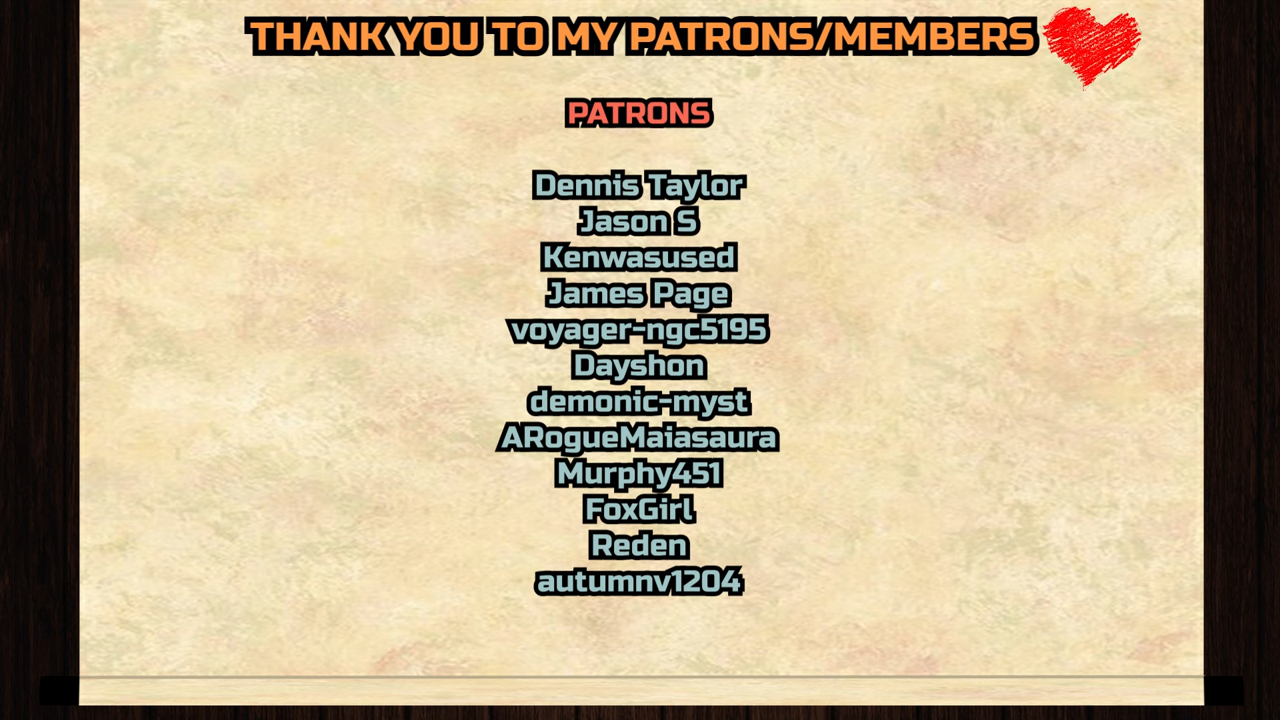 THANK YOU TO MY PATRONS/MEMBERS
PATRONS
Dennis Taylor
Jason S
Kenwasused
James Page
voyager-ngc5195
Dayshon
demonic-myst
ARogueMaiasaura
Murphy451
FoxGirl
Reden
autumnv1204